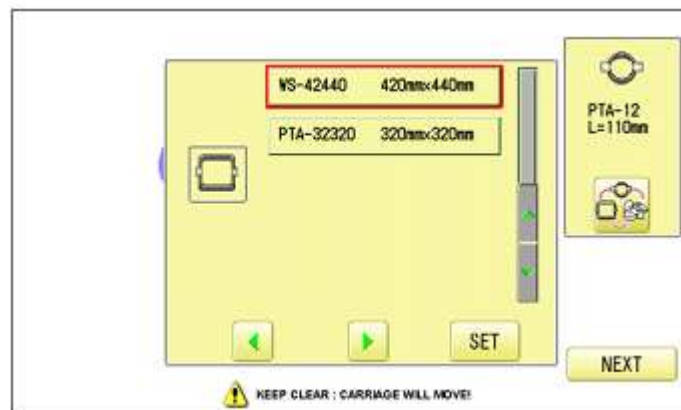 WS-42440 420mm×440mm
PTA-32320 320mm×320mm
PTA-12
L=110mm
SET
NEXT
KEEP CLEAR : CARRIAGE WILL MOVE!